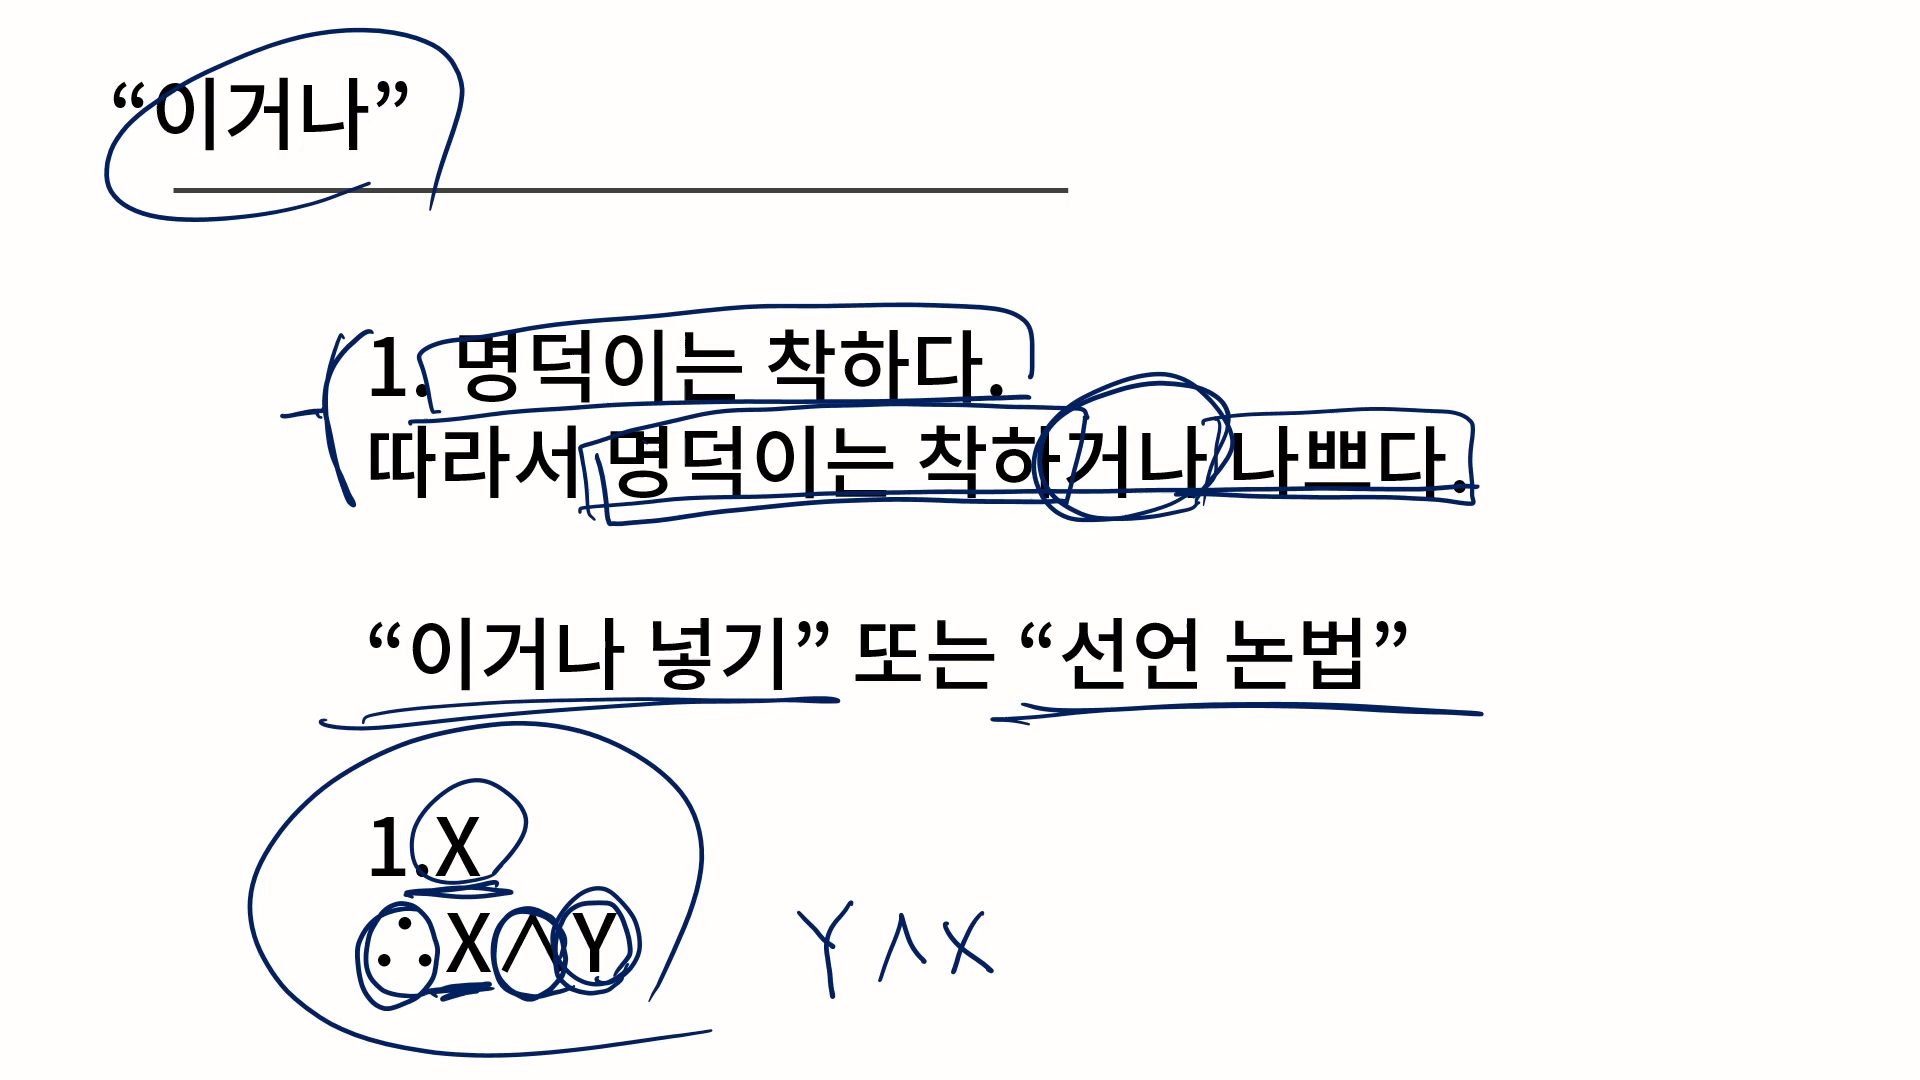 “이거나”
1. 명덕이는 착하다.
따라서 명덕이는 착하거나 나쁘다.
“이거나 넣기” 또는 “선언 논법”
1.X
∴X∧Y
Y∧X